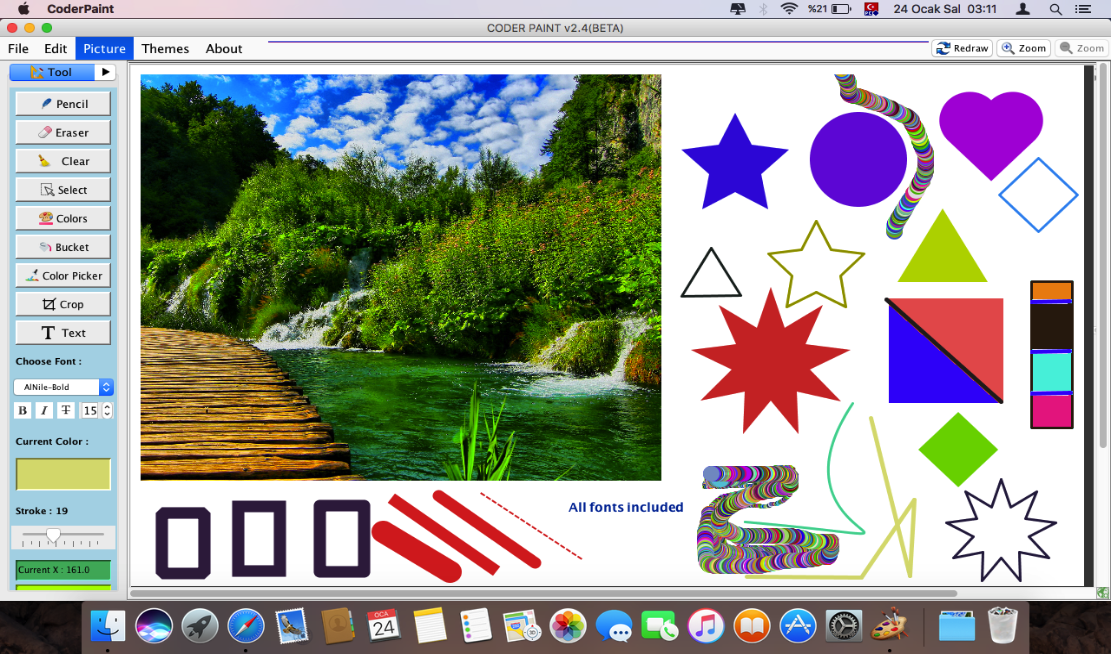 CoderPaint
%21
24 Ocak Sal 03:11
CODER PAINT v2.4(BETA)
File Edit Picture Themes About
Redraw Zoom Zoom
Tool
Pencil
Eraser
Clear
Select
Colors
Bucket
Color Picker
Crop
T Text
Choose Font :
AlNile-Bold
B I T 15
Current Color :
Stroke : 19
Current X : 161.0
All fonts included
OCA
24